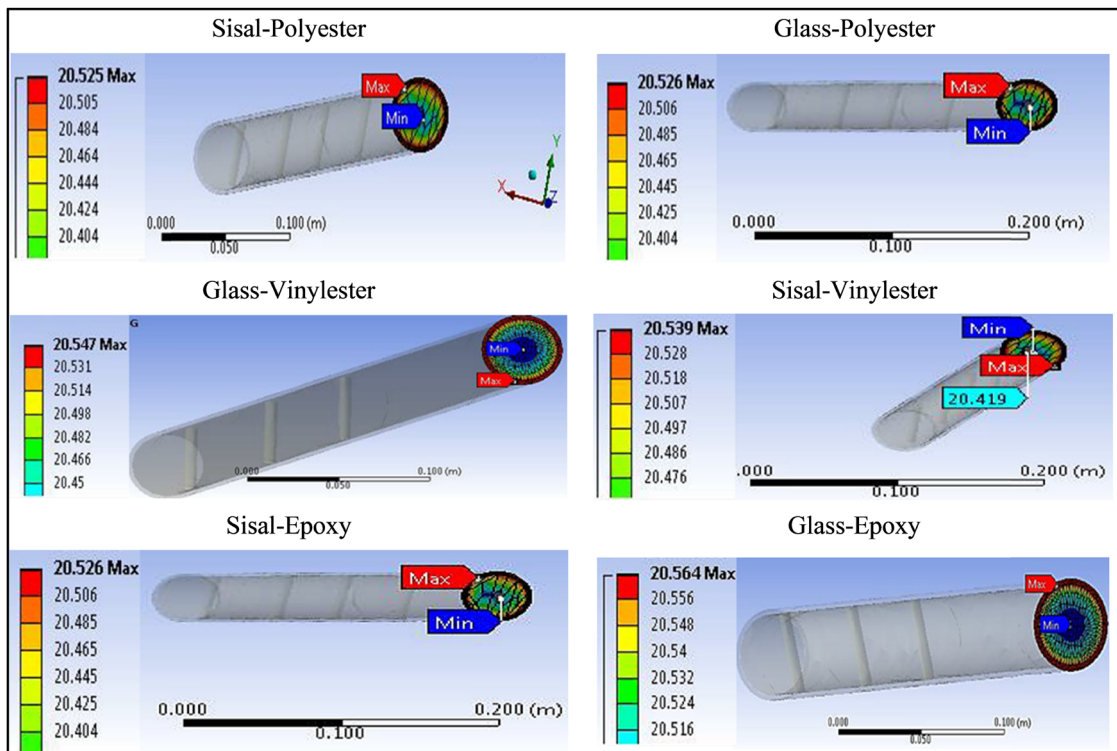 Sisal-Polyester
20.525 Max
20.505
20.484
20.464
20.444
20.424
20.404
Max
Min
Y
X
Z
0.000
0.100 (m)
0.050
Glass-Polyester
20.526 Max
20.506
20.485
20.465
20.445
20.425
20.404
Max
Min
0.000
0.200 (m)
0.100
Glass-Vinylester
20.547 Max
20.531
20.514
20.498
20.482
20.466
20.45
G
Min
Max
0.000
0.100 (m)
0.050
Sisal-Vinylester
20.539 Max
20.528
20.518
20.507
20.497
20.486
20.476
Min
Max
20.419
0.000
0.200 (m)
0.100
Sisal-Epoxy
20.526 Max
20.506
20.485
20.465
20.445
20.425
20.404
Max
Min
0.000
0.200 (m)
0.100
Glass-Epoxy
20.564 Max
20.556
20.548
20.54
20.532
20.524
20.516
Max
Min
0.000
0.100 (m)
0.050